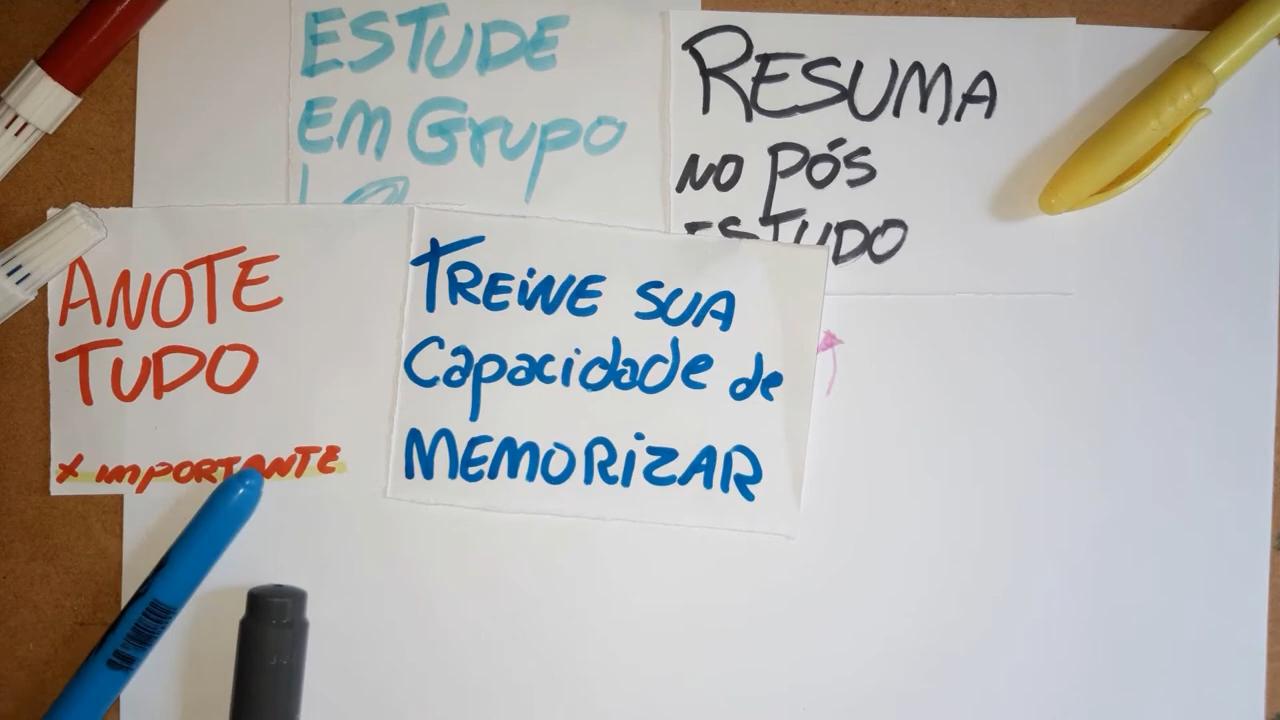 ESTUDE
EM Grupo
RESUMA
NO PÓS
ESTUDO
ANOTE
TUDO
x IMPORTANTE
TREINE SUA
Capacidade de
MEMORIZAR